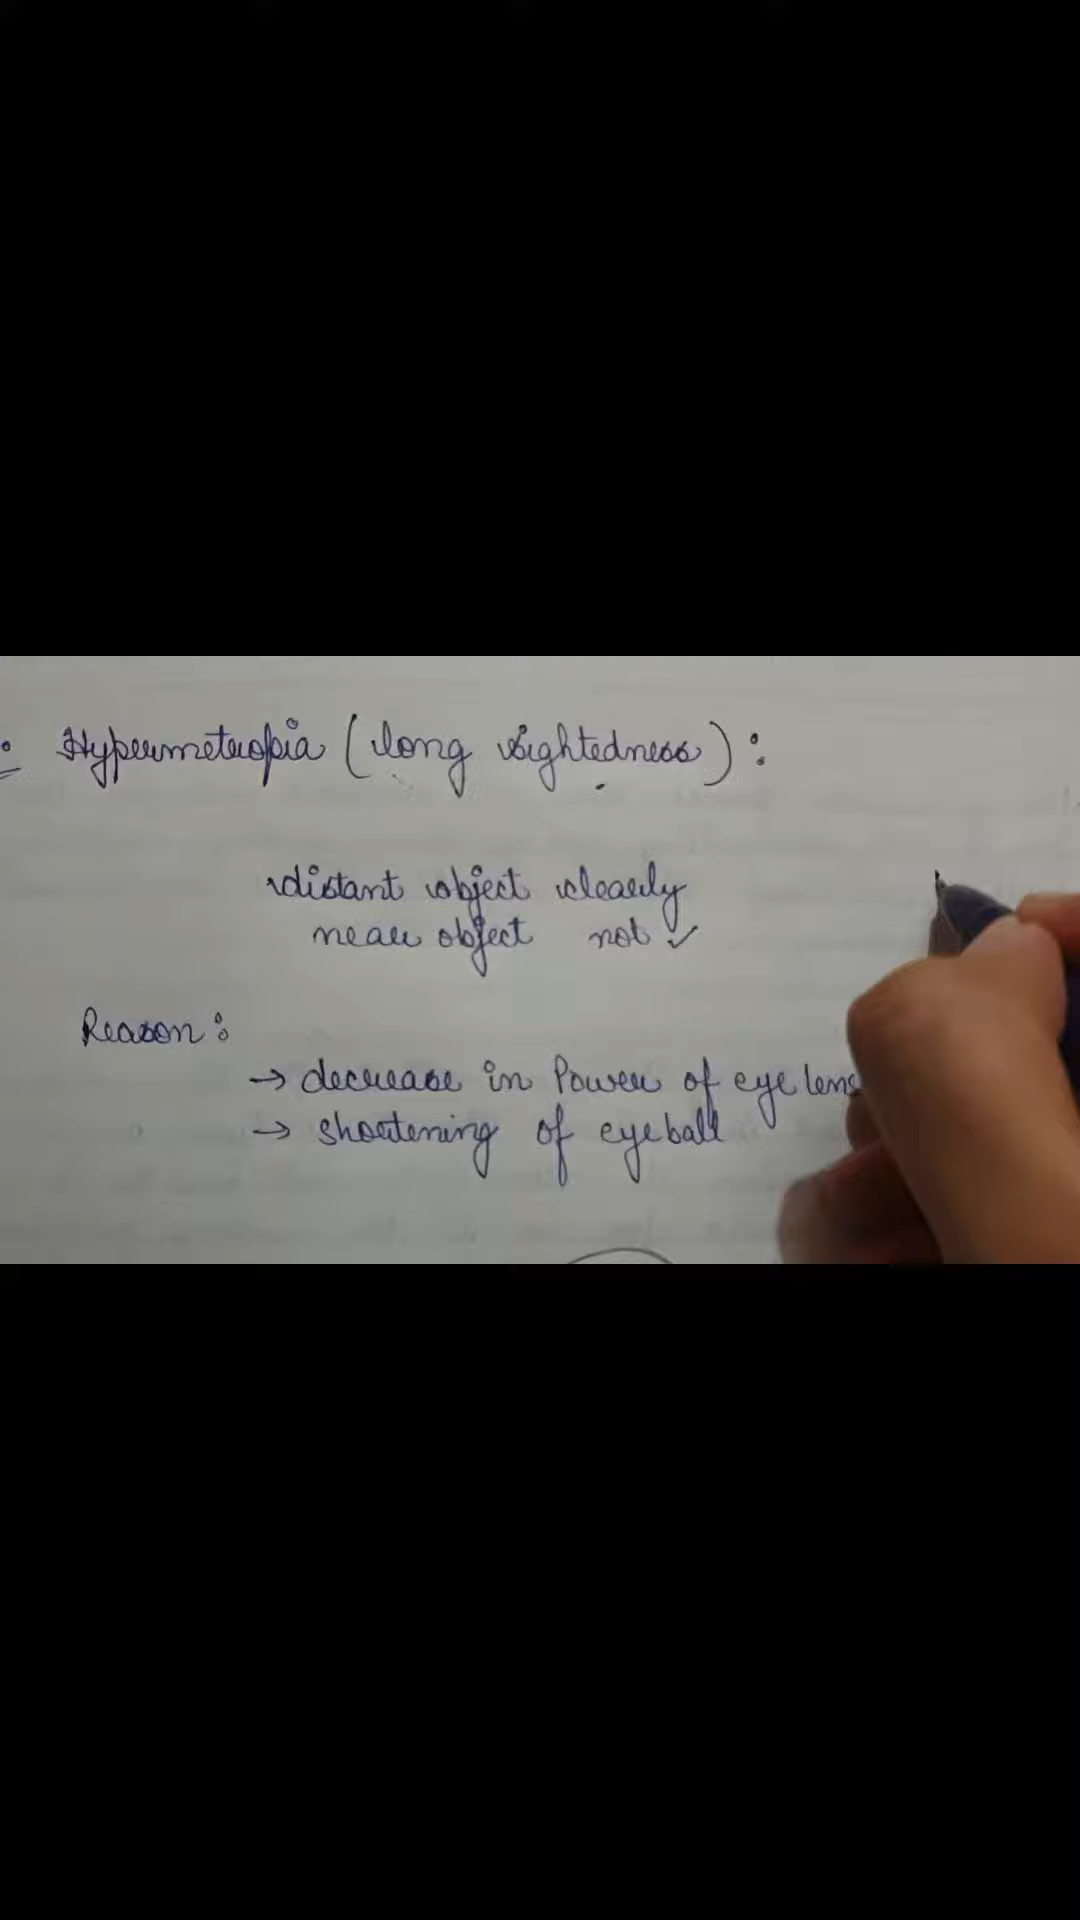 : Hypermetropia (long sightedness) :
distant object clearly
near object not ✓
Reason :
→ decrease in Power of eye lens
→ shortening of eyeball